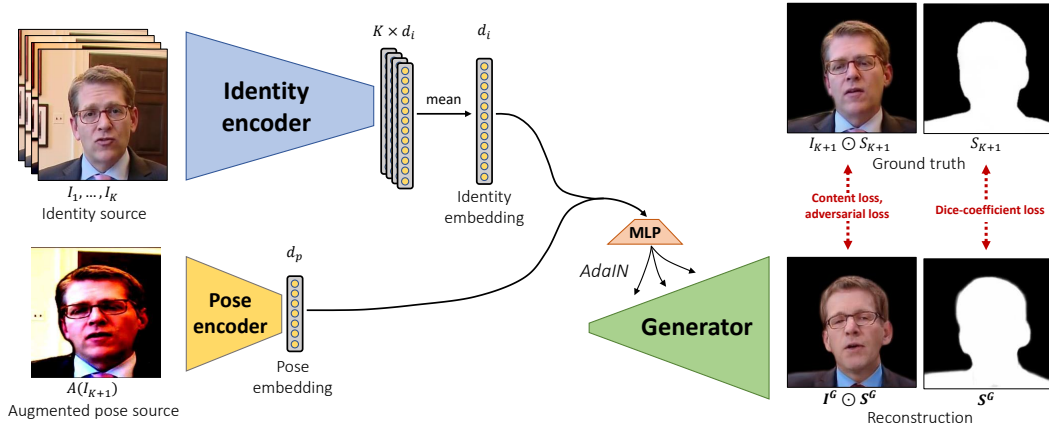 K × d_i
d_i
Identity
encoder
mean
I_1, …, I_K
Identity source
Identity
embedding
I_{K+1} ⊙ S_{K+1}
S_{K+1}
Ground truth
Content loss,
adversarial loss
Dice-coefficient loss
MLP
AdaIN
d_p
Pose
encoder
Pose
embedding
Generator
A(I_{K+1})
Augmented pose source
I^G ⊙ S^G
S^G
Reconstruction